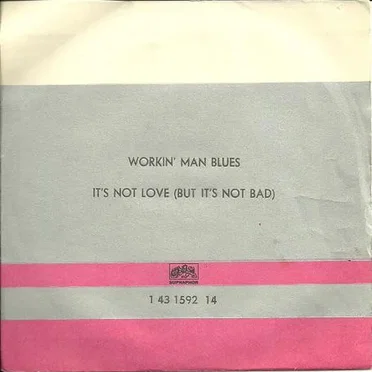 WORKIN' MAN BLUES
IT'S NOT LOVE (BUT IT'S NOT BAD)
SUPRAPHON
1 43 1592 14